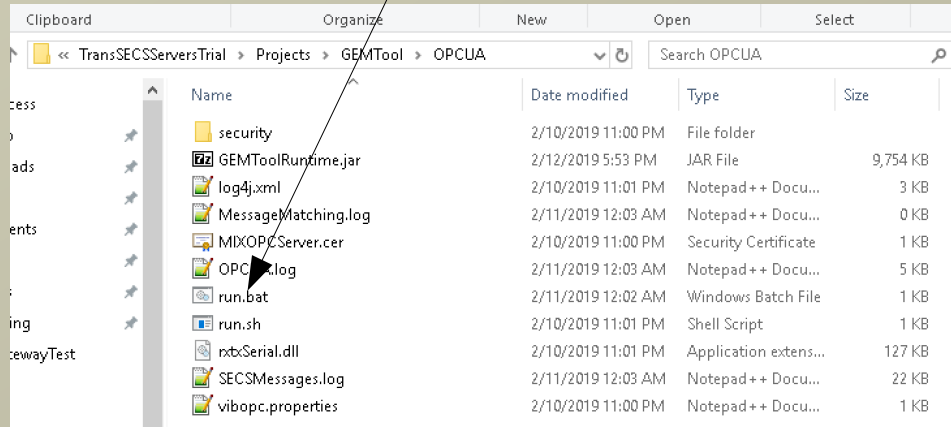 Clipboard Organize New Open Select
« TransSECSServersTrial > Projects > GEMTool > OPCUA Search OPCUA
Name Date modified Type Size
security 2/10/2019 11:00 PM File folder
GEMToolRuntime.jar 2/12/2019 5:53 PM JAR File 9,754 KB
log4j.xml 2/10/2019 11:01 PM Notepad++ Docu... 3 KB
MessageMatching.log 2/11/2019 12:03 AM Notepad++ Docu... 0 KB
MIXOPCServer.cer 2/10/2019 11:00 PM Security Certificate 1 KB
2/11/2019 12:03 AM Notepad++ Docu... 5 KB
run.bat 2/11/2019 12:02 AM Windows Batch File 1 KB
run.sh 2/10/2019 11:01 PM Shell Script 1 KB
rxtxSerial.dll 2/10/2019 11:01 PM Application extens... 127 KB
SECSMessages.log 2/11/2019 12:03 AM Notepad++ Docu... 22 KB
vibopc.properties 2/10/2019 11:00 PM Notepad++ Docu... 1 KB
cess
ads
ents
ing
tewayTest